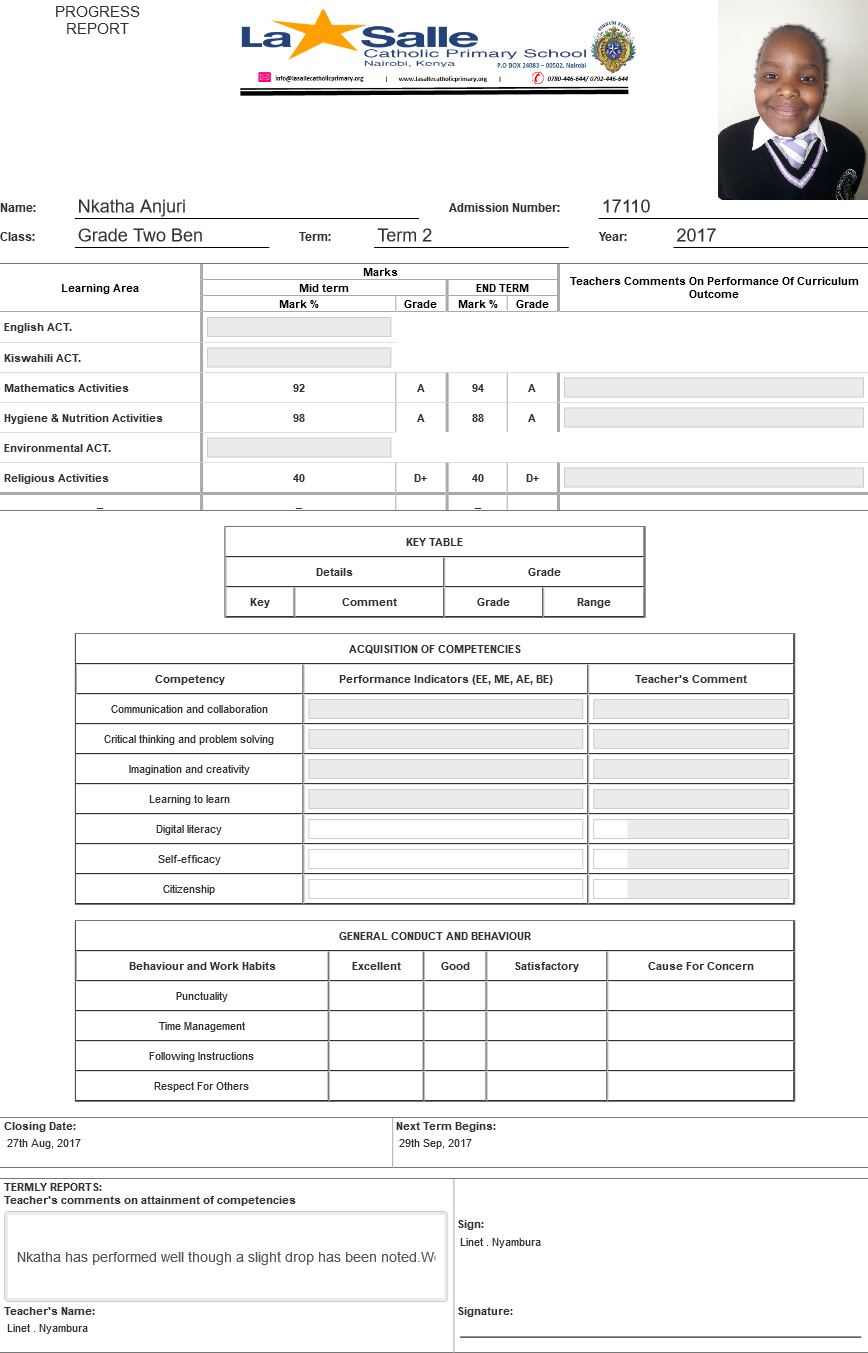 PROGRESS
REPORT
La Salle
Catholic Primary School
Nairobi, Kenya
P.O BOX 24083 – 00502, Nairobi
info@lasallecatholicprimary.org | www.lasallecatholicprimary.org | 0780-446-644/ 0792-446-644
Name: Nkatha Anjuri Admission Number: 17110
Class: Grade Two Ben Term: Term 2 Year: 2017
Marks
Learning Area Mid term END TERM Teachers Comments On Performance Of Curriculum Outcome
Mark % Grade Mark % Grade
English ACT.
Kiswahili ACT.
Mathematics Activities 92 A 94 A
Hygiene & Nutrition Activities 98 A 88 A
Environmental ACT.
Religious Activities 40 D+ 40 D+
_ _ _
KEY TABLE
Details Grade
Key Comment Grade Range
ACQUISITION OF COMPETENCIES
Competency Performance Indicators (EE, ME, AE, BE) Teacher's Comment
Communication and collaboration
Critical thinking and problem solving
Imagination and creativity
Learning to learn
Digital literacy
Self-efficacy
Citizenship
GENERAL CONDUCT AND BEHAVIOUR
Behaviour and Work Habits Excellent Good Satisfactory Cause For Concern
Punctuality
Time Management
Following Instructions
Respect For Others
Closing Date: Next Term Begins:
27th Aug, 2017 29th Sep, 2017
TERMLY REPORTS:
Teacher's comments on attainment of competencies
Sign:
Linet . Nyambura
Nkatha has performed well though a slight drop has been noted.
Teacher's Name: Signature:
Linet . Nyambura